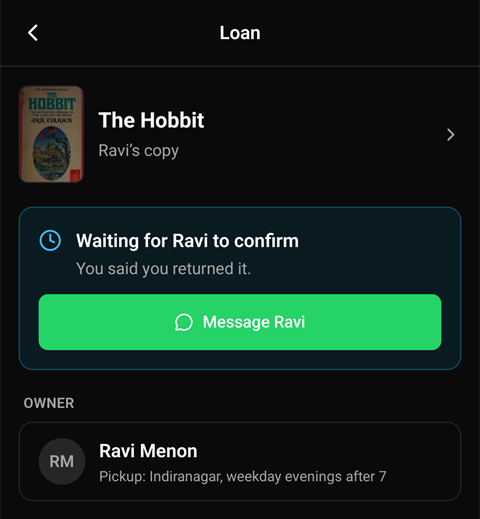 Loan
THE
HOBBIT
J.R.R. TOLKIEN
The Hobbit
Ravi’s copy
Waiting for Ravi to confirm
You said you returned it.
Message Ravi
OWNER
RM
Ravi Menon
Pickup: Indiranagar, weekday evenings after 7